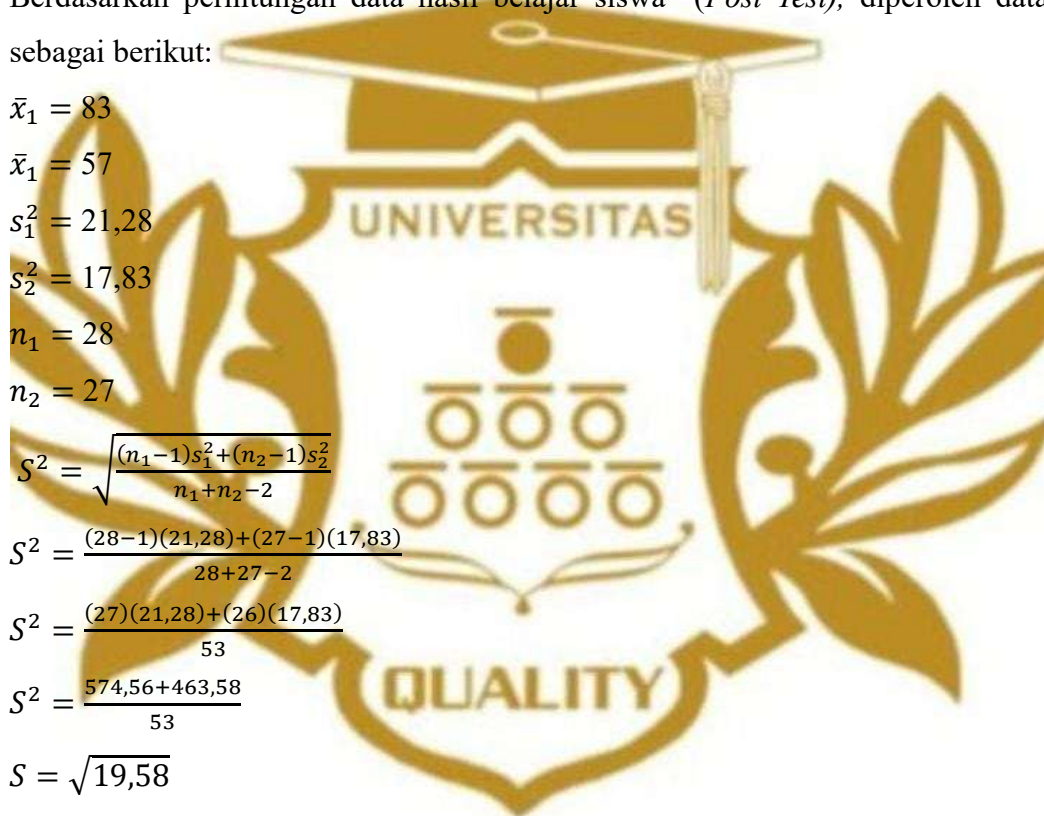 Berdasarkan perhitungan data hasil belajar siswa (Post Test), diperoleh data
sebagai berikut:
x̄₁ = 83
x̄₁ = 57
s₁² = 21,28
s₂² = 17,83
n₁ = 28
n₂ = 27
S² = √((n₁−1)s₁²+(n₂−1)s₂²)/(n₁+n₂−2)
S² = ((28−1)(21,28)+(27−1)(17,83))/(28+27−2)
S² = ((27)(21,28)+(26)(17,83))/53
S² = (574,56+463,58)/53
S = √19,58
UNIVERSITAS
QUALITY